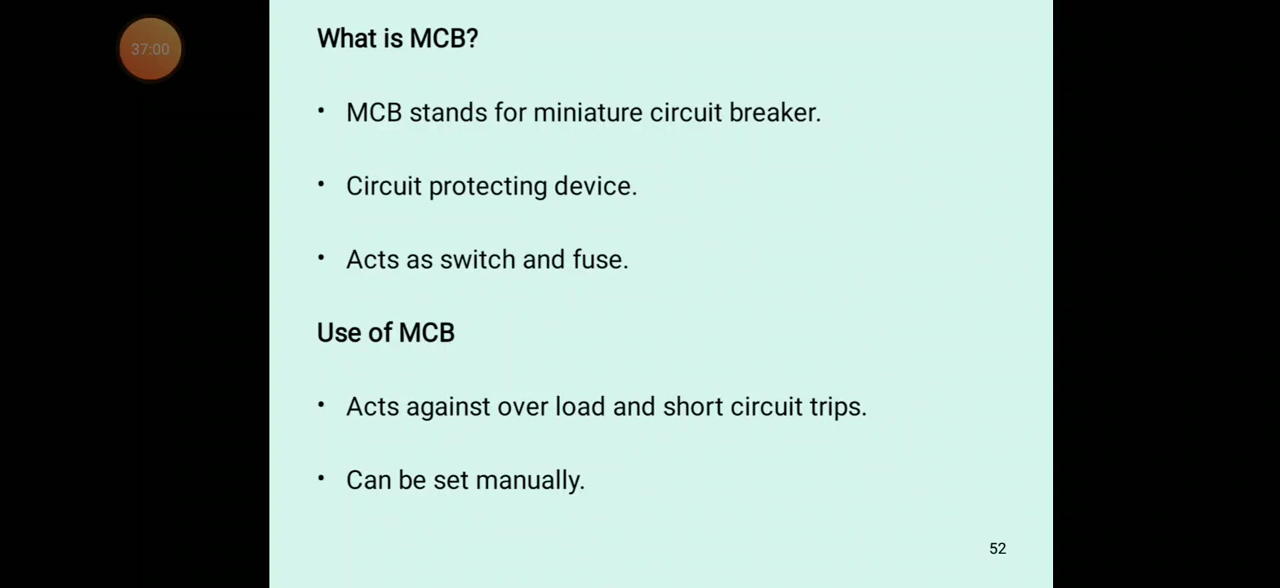 37:00
What is MCB?
• MCB stands for miniature circuit breaker.
• Circuit protecting device.
• Acts as switch and fuse.
Use of MCB
• Acts against over load and short circuit trips.
• Can be set manually.
52